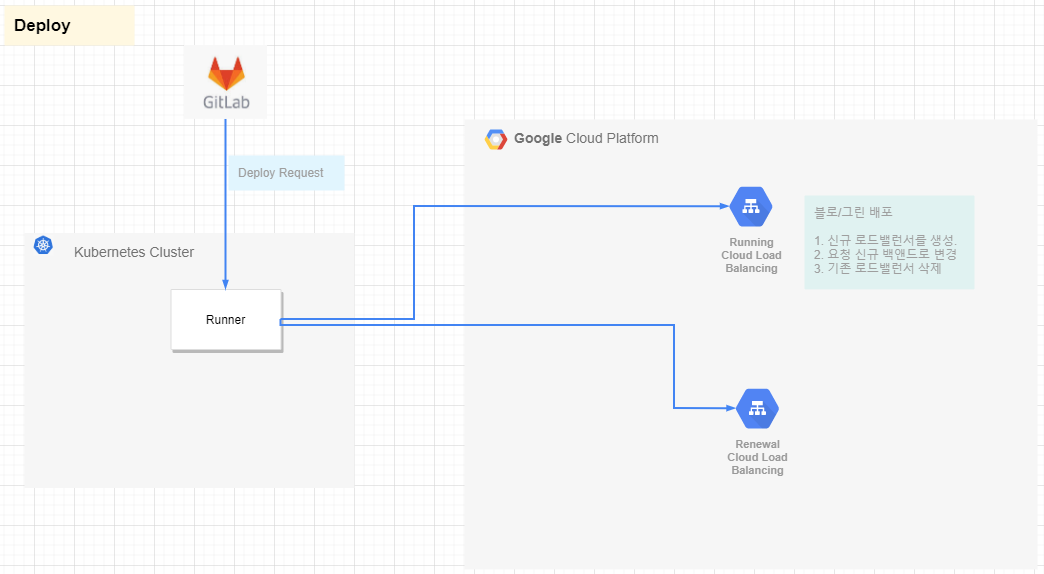 Deploy
GitLab
Deploy Request
Google Cloud Platform
Kubernetes Cluster
Runner
Running
Cloud Load
Balancing
블로/그린 배포
1. 신규 로드밸런서를 생성.
2. 요청 신규 백앤드로 변경
3. 기존 로드밸런서 삭제
Renewal
Cloud Load
Balancing